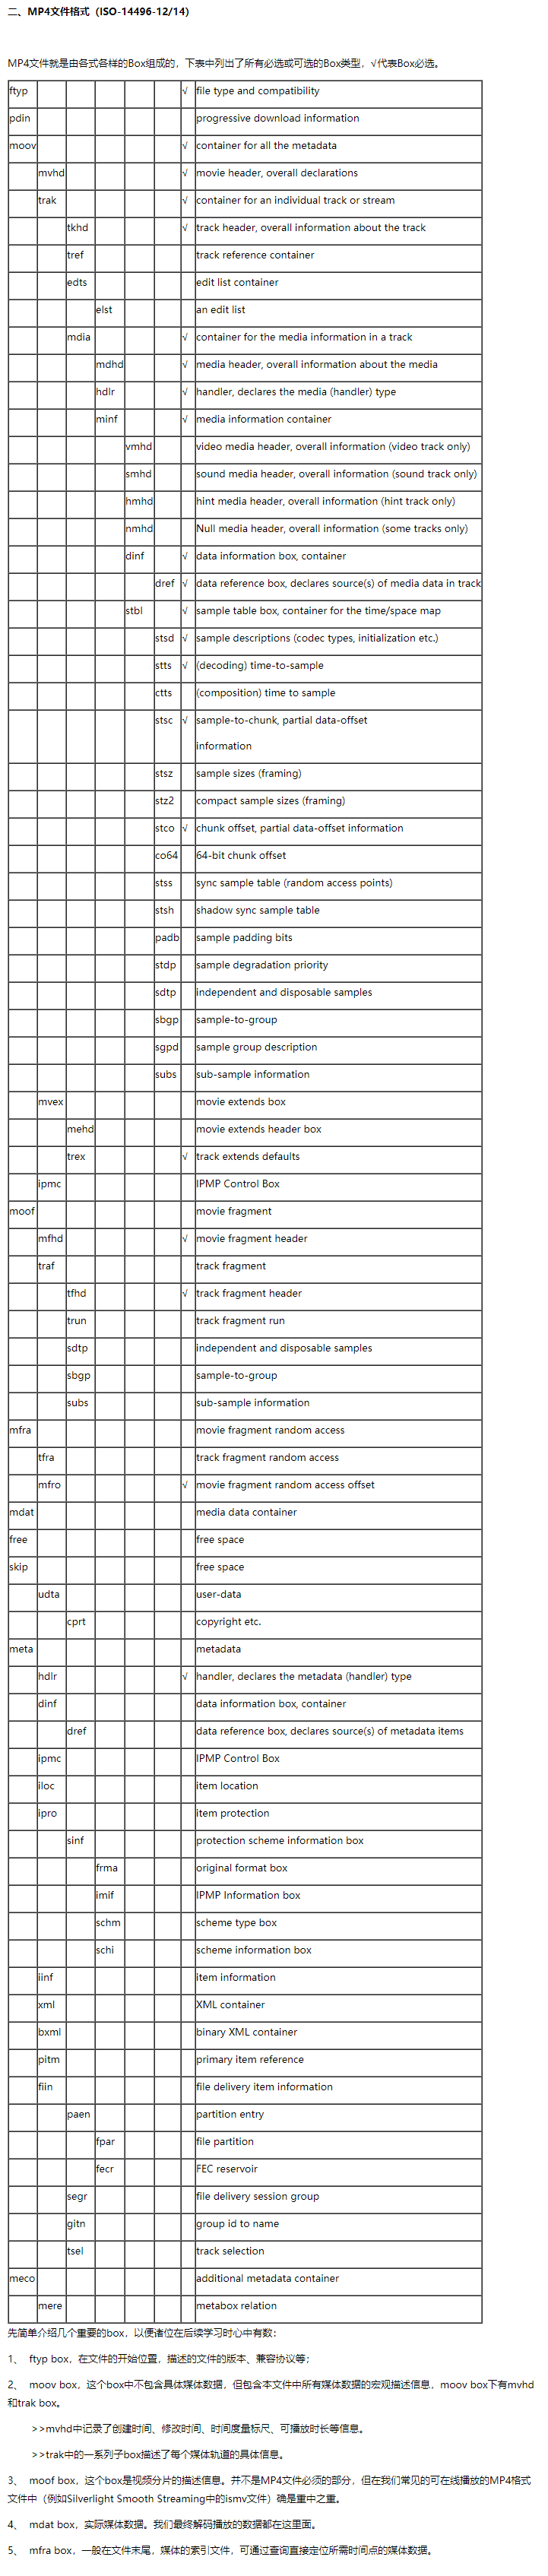 二、MP4文件格式（ISO-14496-12/14）
MP4文件就是由各式各样的Box组成的，下表中列出了所有必选或可选的Box类型，√代表Box必选。
ftyp √ file type and compatibility
pdin progressive download information
moov √ container for all the metadata
mvhd √ movie header, overall declarations
trak √ container for an individual track or stream
tkhd √ track header, overall information about the track
tref track reference container
edts edit list container
elst an edit list
mdia √ container for the media information in a track
mdhd √ media header, overall information about the media
hdlr √ handler, declares the media (handler) type
minf √ media information container
vmhd video media header, overall information (video track only)
smhd sound media header, overall information (sound track only)
hmhd hint media header, overall information (hint track only)
nmhd Null media header, overall information (some tracks only)
dinf √ data information box, container
dref √ data reference box, declares source(s) of media data in track
stbl √ sample table box, container for the time/space map
stsd √ sample descriptions (codec types, initialization etc.)
stts √ (decoding) time-to-sample
ctts (composition) time to sample
stsc √ sample-to-chunk, partial data-offset
information
stsz sample sizes (framing)
stz2 compact sample sizes (framing)
stco √ chunk offset, partial data-offset information
co64 64-bit chunk offset
stss sync sample table (random access points)
stsh shadow sync sample table
padb sample padding bits
stdp sample degradation priority
sdtp independent and disposable samples
sbgp sample-to-group
sgpd sample group description
subs sub-sample information
mvex movie extends box
mehd movie extends header box
trex √ track extends defaults
ipmc IPMP Control Box
moof movie fragment
mfhd √ movie fragment header
traf track fragment
tfhd √ track fragment header
trun track fragment run
sdtp independent and disposable samples
sbgp sample-to-group
subs sub-sample information
mfra movie fragment random access
tfra track fragment random access
mfro √ movie fragment random access offset
mdat media data container
free free space
skip free space
udta user-data
cprt copyright etc.
meta metadata
hdlr √ handler, declares the metadata (handler) type
dinf data information box, container
dref data reference box, declares source(s) of metadata items
ipmc IPMP Control Box
iloc item location
ipro item protection
sinf protection scheme information box
frma original format box
imif IPMP Information box
schm scheme type box
schi scheme information box
iinf item information
xml XML container
bxml binary XML container
pitm primary item reference
fiin file delivery item information
paen partition entry
fpar file partition
fecr FEC reservoir
segr file delivery session group
gitn group id to name
tsel track selection
meco additional metadata container
mere metabox relation
先简单介绍几个重要的box，以便诸位在后续学习时心中有数：
1、 ftyp box，在文件的开始位置，描述的文件的版本、兼容协议等；
2、 moov box，这个box中不包含具体媒体数据，但包含本文件中所有媒体数据的宏观描述信息，moov box下有mvhd
和trak box。
>>mvhd中记录了创建时间、修改时间、时间度量标尺、可播放时长等信息。
>>trak中的一系列子box描述了每个媒体轨道的具体信息。
3、 moof box，这个box是视频分片的描述信息。并不是MP4文件必须的部分，但在我们常见的可在线播放的MP4格式
文件中（例如Silverlight Smooth Streaming中的ismv文件）确是重中之重。
4、 mdat box，实际媒体数据。我们最终解码播放的数据都在这里面。
5、 mfra box，一般在文件末尾，媒体的索引文件，可通过查询直接定位所需时间点的媒体数据。